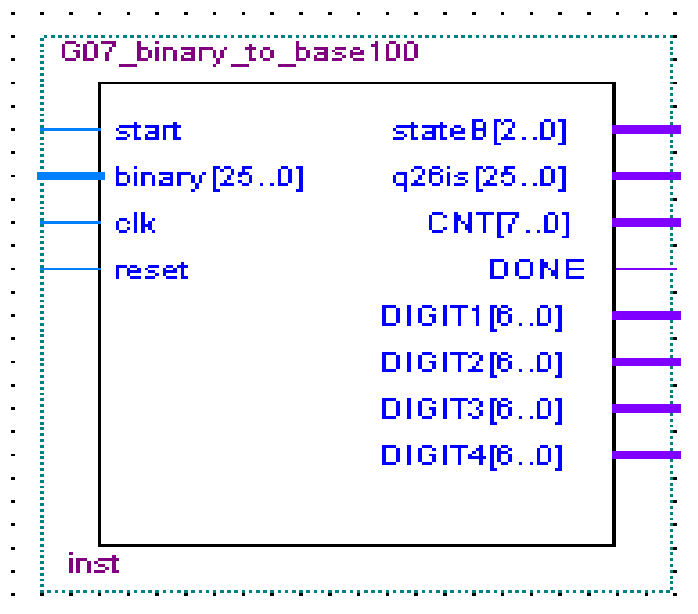 G07_binary_to_base100
start stateB[2..0]
binary[25..0] q26is[25..0]
clk CNT[7..0]
reset DONE
DIGIT1[6..0]
DIGIT2[6..0]
DIGIT3[6..0]
DIGIT4[6..0]
inst